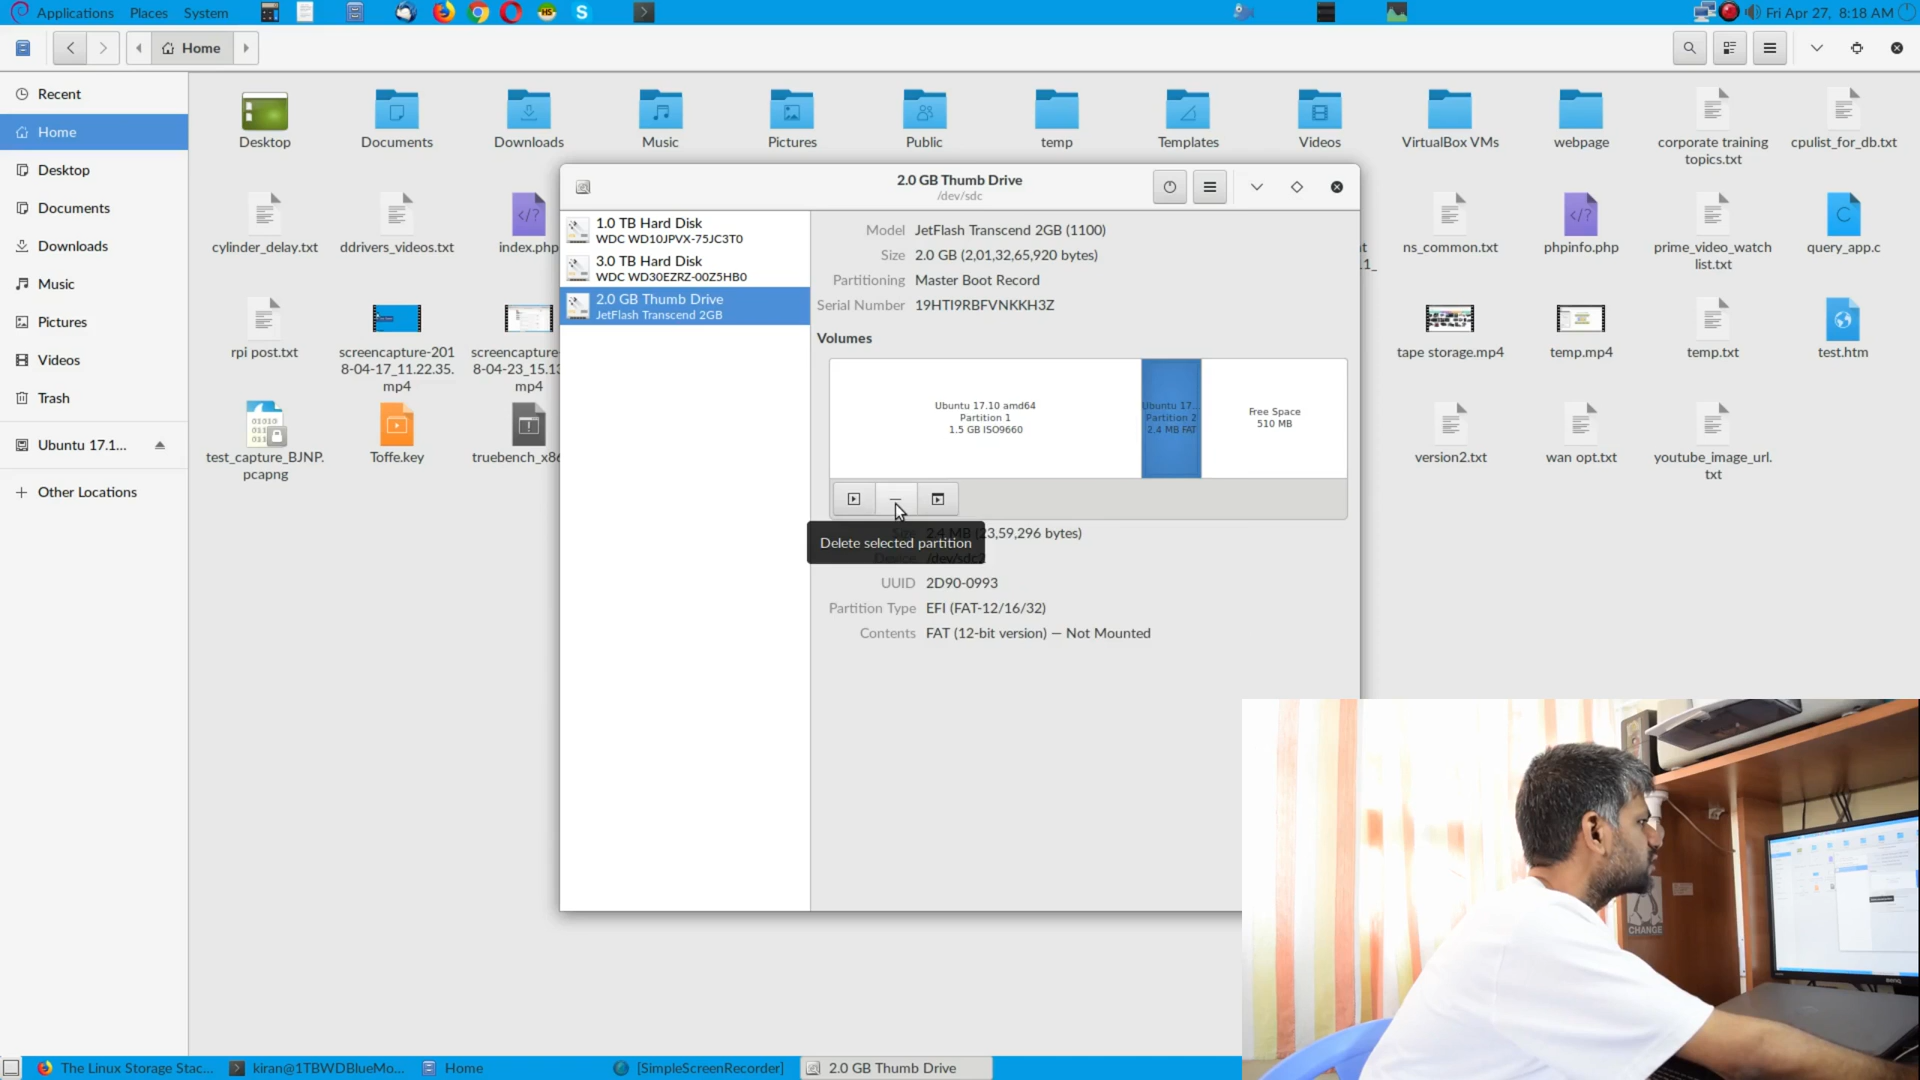 Applications Places System
Fri Apr 27, 8:18 AM
Home
Recent
Home
Desktop
Documents
Downloads
Music
Pictures
Videos
Trash
Ubuntu 17.1...
Other Locations
Desktop
Documents
Downloads
Music
Pictures
Public
temp
Templates
Videos
VirtualBox VMs
webpage
corporate training
topics.txt
cpulist_for_db.txt
cylinder_delay.txt
ddrivers_videos.txt
index.php
ns_common.txt
phpinfo.php
prime_video_watch
list.txt
query_app.c
rpi post.txt
screencapture-201
8-04-17_11.22.35.
mp4
screencapture-
8-04-23_15.13
mp4
tape storage.mp4
temp.mp4
temp.txt
test.htm
test_capture_BJNP.
pcapng
Toffe.key
truebench_x86
version2.txt
wan opt.txt
youtube_image_url.
txt
2.0 GB Thumb Drive
/dev/sdc
1.0 TB Hard Disk
WDC WD10JPVX-75JC3T0
3.0 TB Hard Disk
WDC WD30EZRZ-00Z5HB0
2.0 GB Thumb Drive
JetFlash Transcend 2GB
Model JetFlash Transcend 2GB (1100)
Size 2.0 GB (2,01,32,65,920 bytes)
Partitioning Master Boot Record
Serial Number 19HTI9RBFVNKKH3Z
Volumes
Ubuntu 17.10 amd64
Partition 1
1.5 GB ISO9660
Ubuntu 17...
Partition 2
2.4 MB FAT
Free Space
510 MB
Size 2.4 MB (23,59,296 bytes)
Delete selected partition
Device /dev/sdc2
UUID 2D90-0993
Partition Type EFI (FAT-12/16/32)
Contents FAT (12-bit version) — Not Mounted
CHANGE
BenQ
The Linux Storage Stac...
kiran@1TBWDBlueMo...
Home
[SimpleScreenRecorder]
2.0 GB Thumb Drive